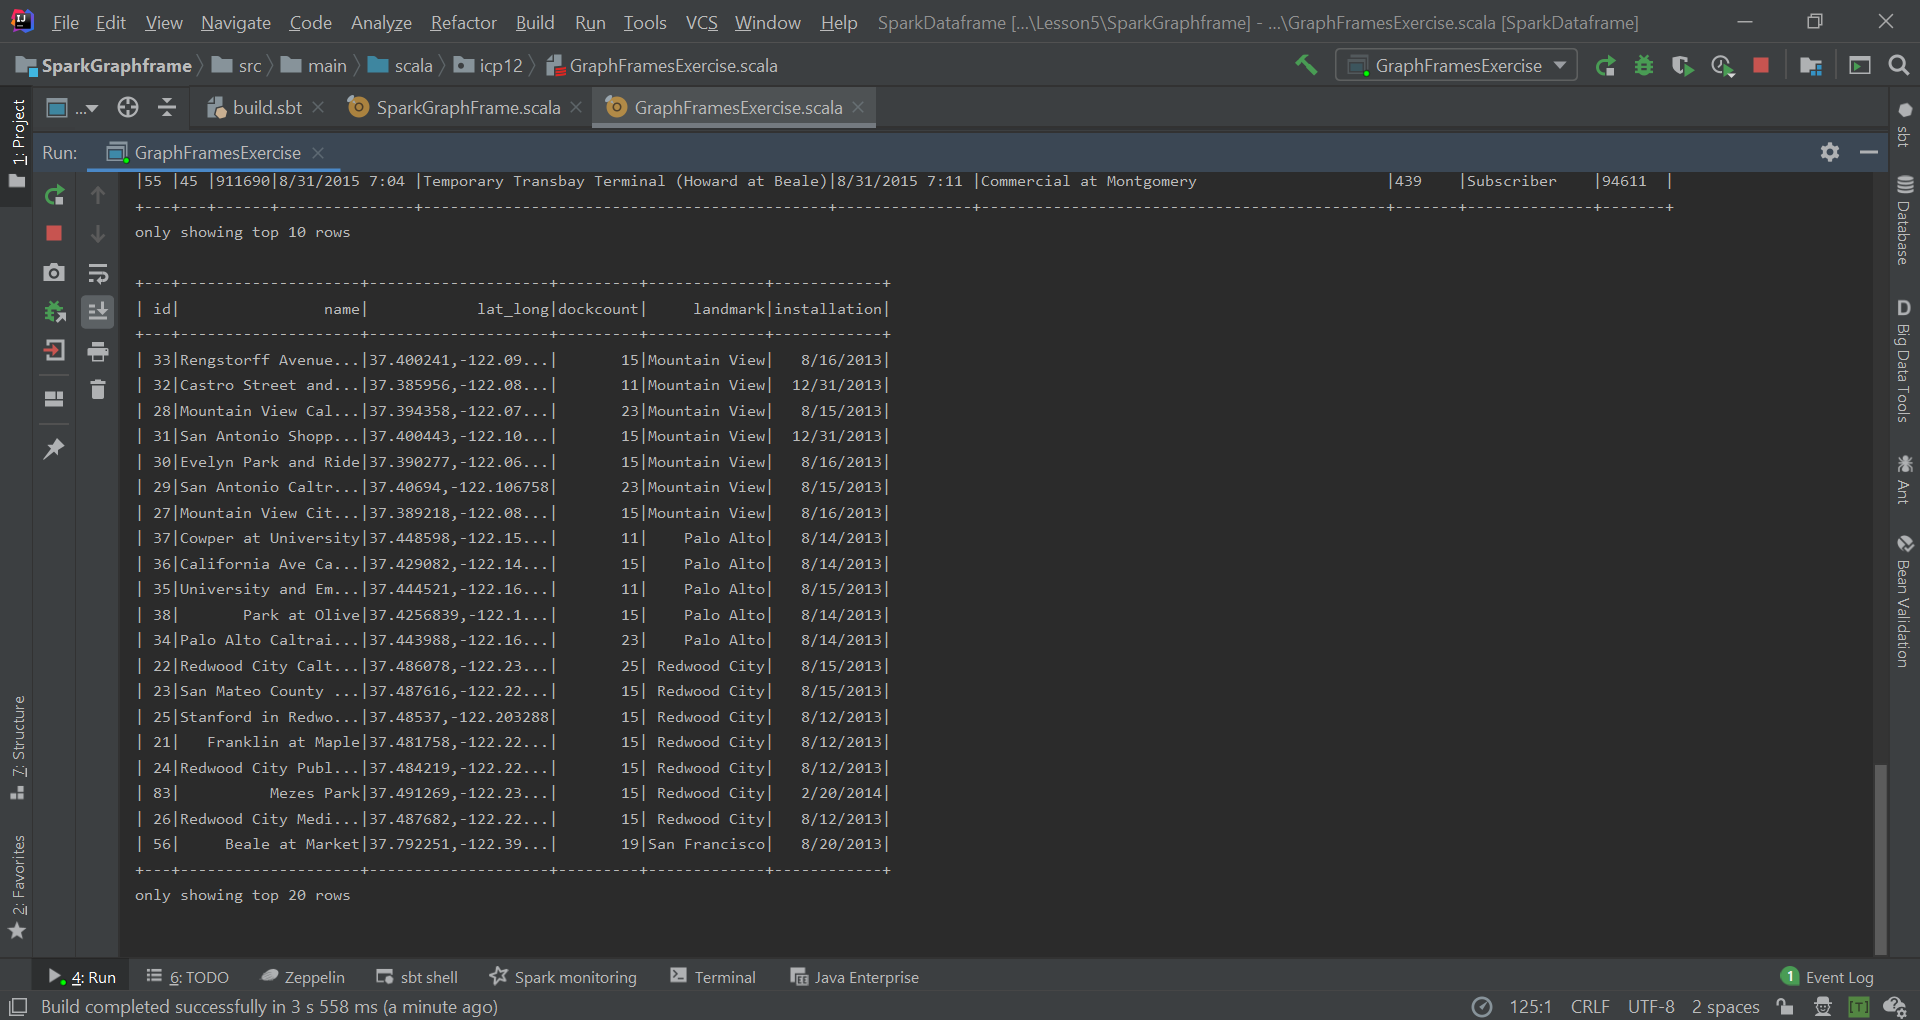 File Edit View Navigate Code Analyze Refactor Build Run Tools VCS Window Help SparkDataframe [...\Lesson5\SparkGraphframe] - ...\GraphFramesExercise.scala [SparkDataframe]
SparkGraphframe src main scala icp12 GraphFramesExercise.scala GraphFramesExercise
... build.sbt SparkGraphFrame.scala GraphFramesExercise.scala
Run: GraphFramesExercise
|55 |45 |911690|8/31/2015 7:04 |Temporary Transbay Terminal (Howard at Beale)|8/31/2015 7:11 |Commercial at Montgomery |439 |Subscriber |94611 |
+---+---+------+---------------+---------------------------------------------+---------------+---------------------------------------------+-------+--------------+-------+
only showing top 10 rows
+---+--------------------+--------------------+---------+-------------+------------+
| id| name| lat_long|dockcount| landmark|installation|
+---+--------------------+--------------------+---------+-------------+------------+
| 33|Rengstorff Avenue...|37.400241,-122.09...| 15|Mountain View| 8/16/2013|
| 32|Castro Street and...|37.385956,-122.08...| 11|Mountain View| 12/31/2013|
| 28|Mountain View Cal...|37.394358,-122.07...| 23|Mountain View| 8/15/2013|
| 31|San Antonio Shopp...|37.400443,-122.10...| 15|Mountain View| 12/31/2013|
| 30|Evelyn Park and Ride|37.390277,-122.06...| 15|Mountain View| 8/16/2013|
| 29|San Antonio Caltr...|37.40694,-122.106758| 23|Mountain View| 8/15/2013|
| 27|Mountain View Cit...|37.389218,-122.08...| 15|Mountain View| 8/16/2013|
| 37|Cowper at University|37.448598,-122.15...| 11| Palo Alto| 8/14/2013|
| 36|California Ave Ca...|37.429082,-122.14...| 15| Palo Alto| 8/14/2013|
| 35|University and Em...|37.444521,-122.16...| 11| Palo Alto| 8/15/2013|
| 38| Park at Olive|37.4256839,-122.1...| 15| Palo Alto| 8/14/2013|
| 34|Palo Alto Caltrai...|37.443988,-122.16...| 23| Palo Alto| 8/14/2013|
| 22|Redwood City Calt...|37.486078,-122.23...| 25| Redwood City| 8/15/2013|
| 23|San Mateo County ...|37.487616,-122.22...| 15| Redwood City| 8/15/2013|
| 25|Stanford in Redwo...|37.48537,-122.203288| 15| Redwood City| 8/12/2013|
| 21| Franklin at Maple|37.481758,-122.22...| 15| Redwood City| 8/12/2013|
| 24|Redwood City Publ...|37.484219,-122.22...| 15| Redwood City| 8/12/2013|
| 83| Mezes Park|37.491269,-122.23...| 15| Redwood City| 2/20/2014|
| 26|Redwood City Medi...|37.487682,-122.22...| 15| Redwood City| 8/12/2013|
| 56| Beale at Market|37.792251,-122.39...| 19|San Francisco| 8/20/2013|
+---+--------------------+--------------------+---------+-------------+------------+
only showing top 20 rows
1: Project
7: Structure
2: Favorites
sbt
Database
D Big Data Tools
Ant
Bean Validation
4: Run 6: TODO Zeppelin sbt shell Spark monitoring Terminal Java Enterprise 1 Event Log
Build completed successfully in 3 s 558 ms (a minute ago) 125:1 CRLF UTF-8 2 spaces [T]